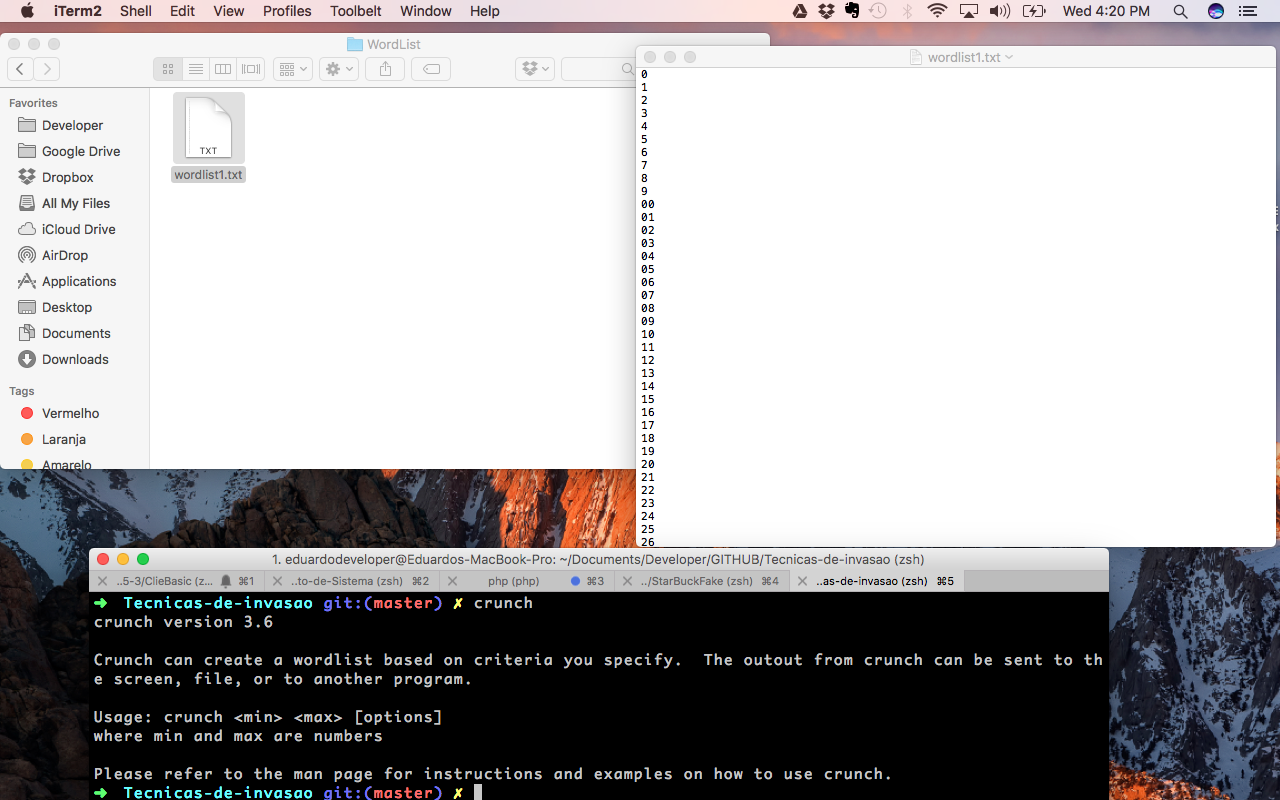 iTerm2 Shell Edit View Profiles Toolbelt Window Help Wed 4:20 PM
WordList
Favorites
Developer
Google Drive
Dropbox
All My Files
iCloud Drive
AirDrop
Applications
Desktop
Documents
Downloads
Tags
Vermelho
Laranja
Amarelo
TXT
wordlist1.txt
wordlist1.txt
0
1
2
3
4
5
6
7
8
9
00
01
02
03
04
05
06
07
08
09
10
11
12
13
14
15
16
17
18
19
20
21
22
23
24
25
26
1. eduardodeveloper@Eduardos-MacBook-Pro: ~/Documents/Developer/GITHUB/Tecnicas-de-invasao (zsh)
..5-3/ClieBasic (z... ⌘1 ..to-de-Sistema (zsh) ⌘2 php (php) ⌘3 ../StarBuckFake (zsh) ⌘4 ..as-de-invasao (zsh) ⌘5
➜ Tecnicas-de-invasao git:(master) ✗ crunch
crunch version 3.6
Crunch can create a wordlist based on criteria you specify.  The outout from crunch can be sent to th
e screen, file, or to another program.
Usage: crunch <min> <max> [options]
where min and max are numbers
Please refer to the man page for instructions and examples on how to use crunch.
➜ Tecnicas-de-invasao git:(master) ✗